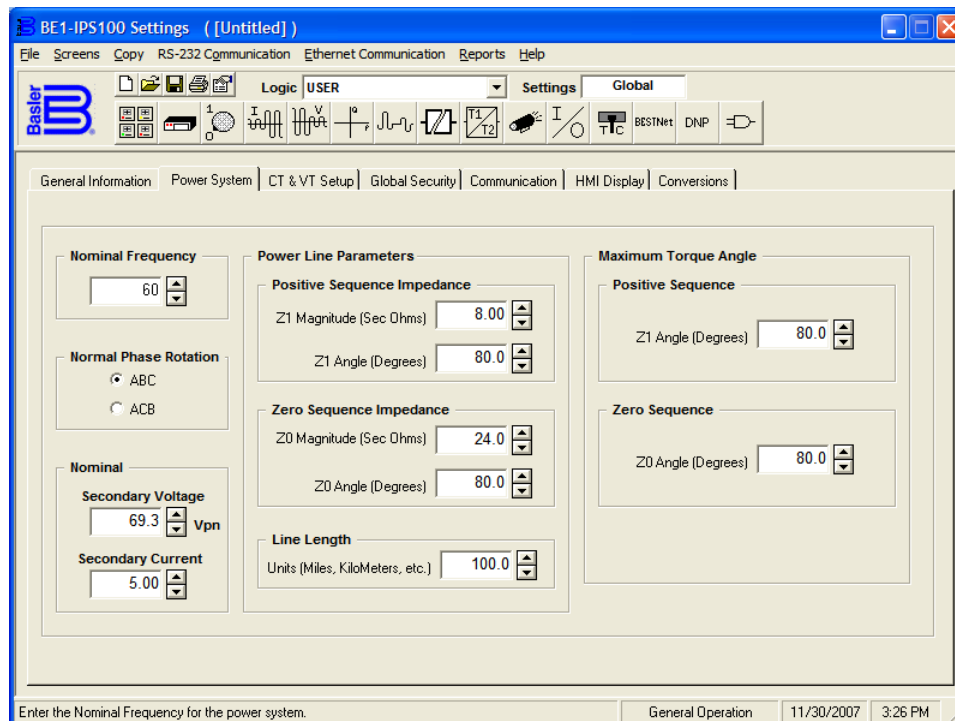 BE1-IPS100 Settings ( [Untitled] )
File Screens Copy RS-232 Communication Ethernet Communication Reports Help
Basler
Logic USER Settings Global
1 0 I V T1 T2 I/O TTC BESTNet DNP
General Information Power System CT & VT Setup Global Security Communication HMI Display Conversions
Nominal Frequency
60
Normal Phase Rotation
ABC
ACB
Nominal
Secondary Voltage
69.3 Vpn
Secondary Current
5.00
Power Line Parameters
Positive Sequence Impedance
Z1 Magnitude (Sec Ohms) 8.00
Z1 Angle (Degrees) 80.0
Zero Sequence Impedance
Z0 Magnitude (Sec Ohms) 24.0
Z0 Angle (Degrees) 80.0
Line Length
Units (Miles, KiloMeters, etc.) 100.0
Maximum Torque Angle
Positive Sequence
Z1 Angle (Degrees) 80.0
Zero Sequence
Z0 Angle (Degrees) 80.0
Enter the Nominal Frequency for the power system. General Operation 11/30/2007 3:26 PM